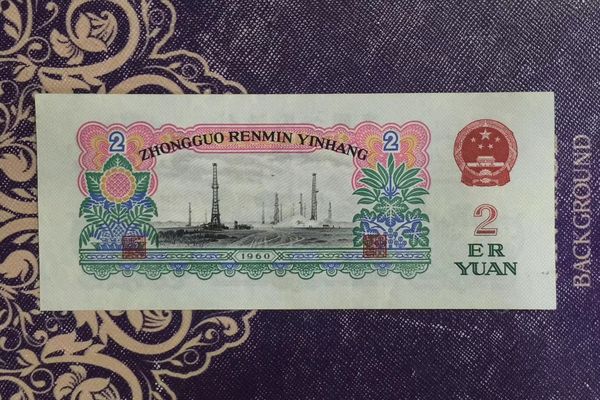 2
2
ZHONGGUO RENMIN YINHANG
1960
2
ER
YUAN
BACKGROUND